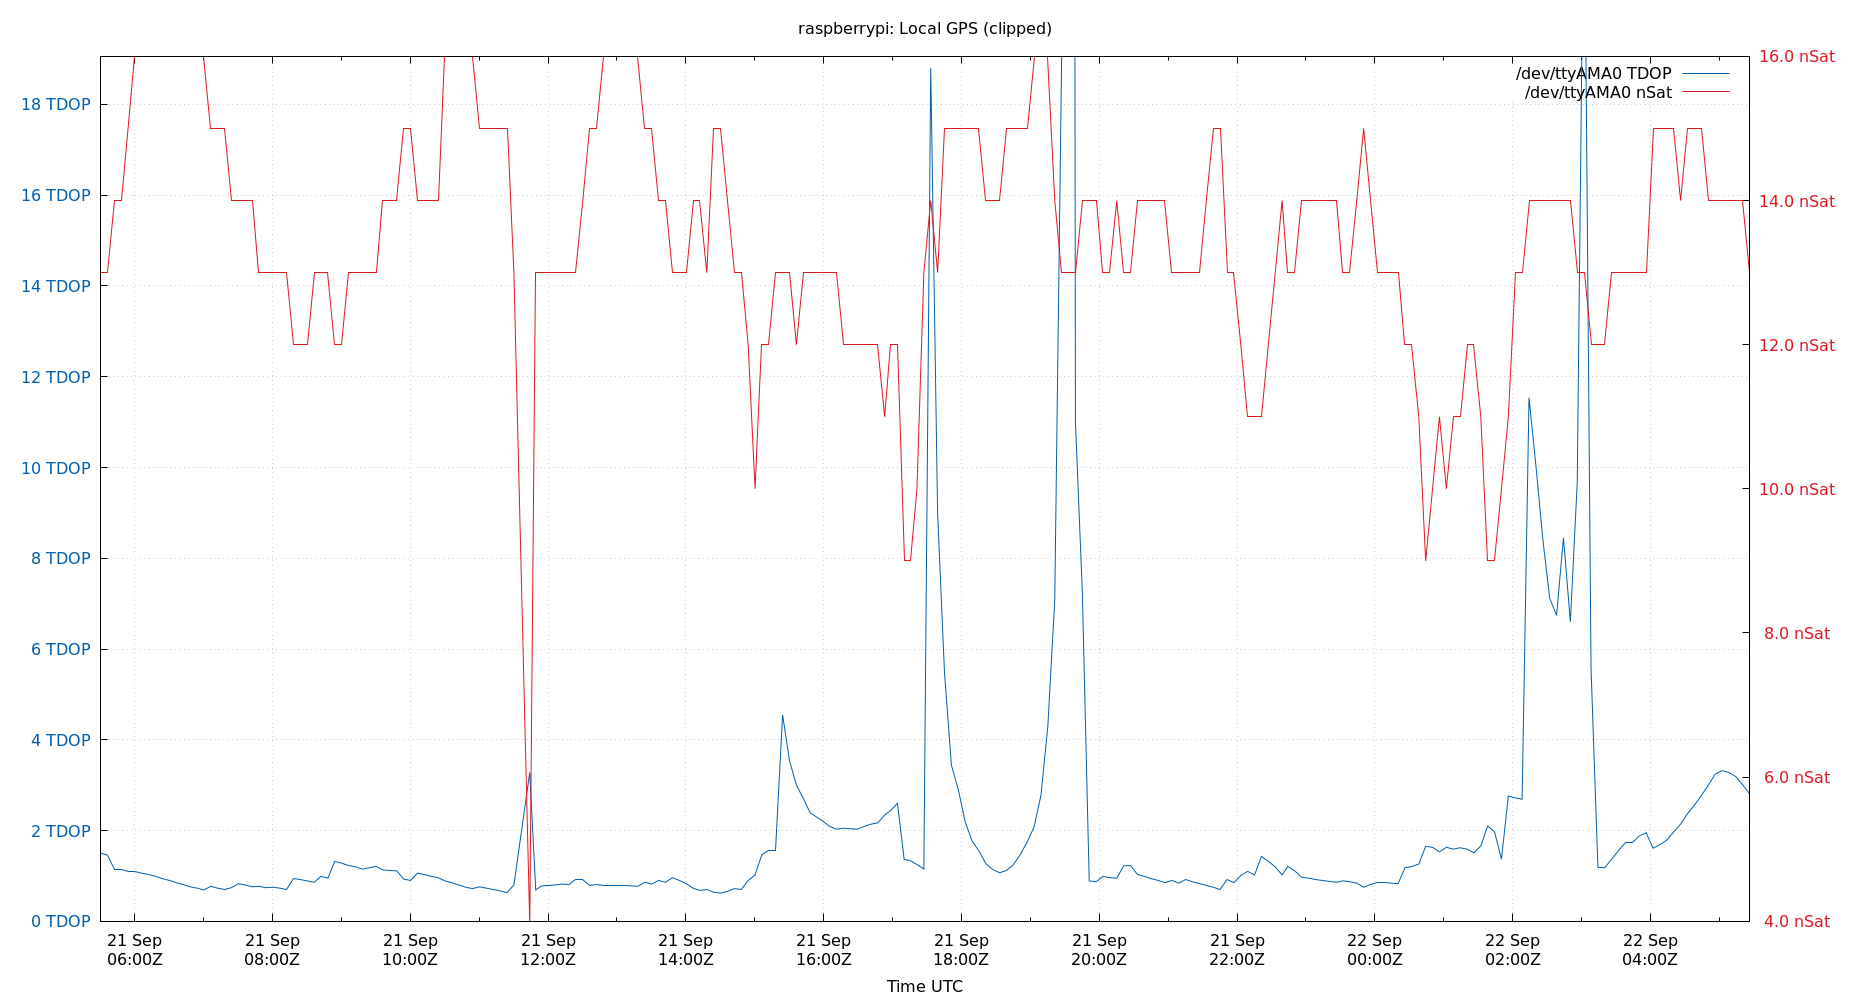 raspberrypi: Local GPS (clipped)
/dev/ttyAMA0 TDOP
/dev/ttyAMA0 nSat
18 TDOP
16 TDOP
14 TDOP
12 TDOP
10 TDOP
8 TDOP
6 TDOP
4 TDOP
2 TDOP
0 TDOP
16.0 nSat
14.0 nSat
12.0 nSat
10.0 nSat
8.0 nSat
6.0 nSat
4.0 nSat
21 Sep
06:00Z
21 Sep
08:00Z
21 Sep
10:00Z
21 Sep
12:00Z
21 Sep
14:00Z
21 Sep
16:00Z
21 Sep
18:00Z
21 Sep
20:00Z
21 Sep
22:00Z
22 Sep
00:00Z
22 Sep
02:00Z
22 Sep
04:00Z
Time UTC